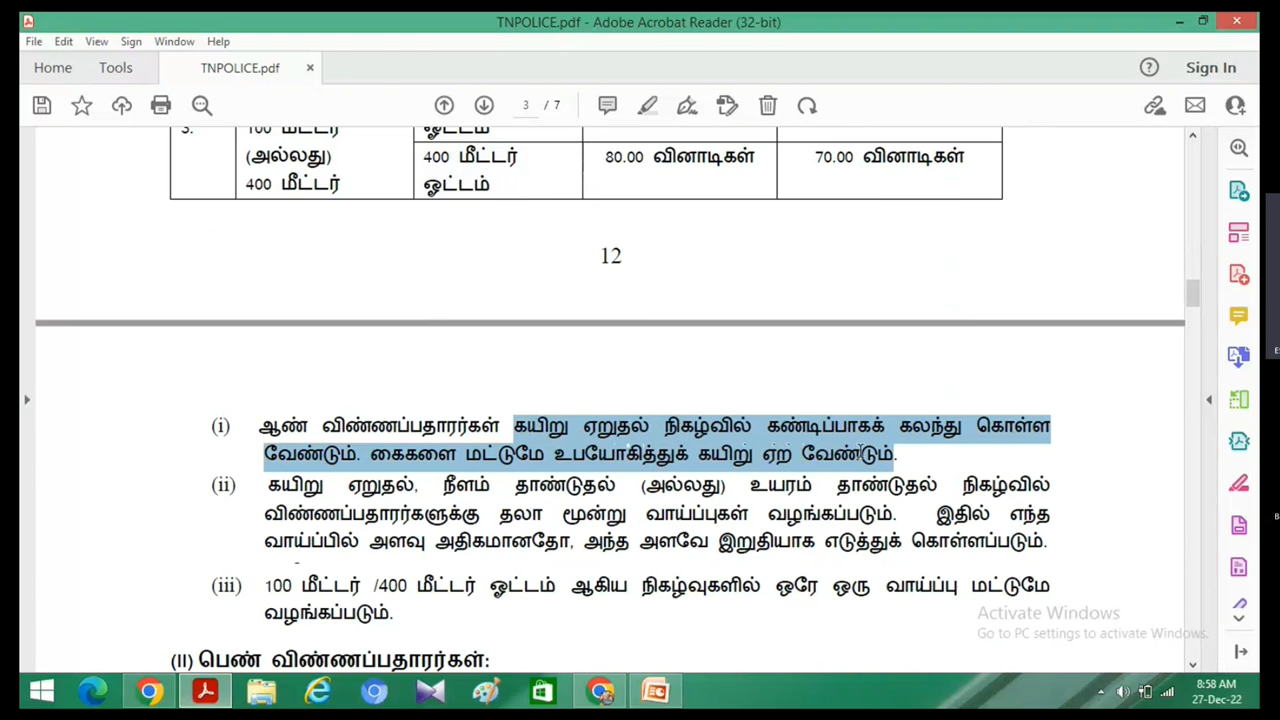 TNPOLICE.pdf - Adobe Acrobat Reader (32-bit)
File Edit View Sign Window Help
Home Tools TNPOLICE.pdf × Sign In
3 / 7
3. 100 மீட்டர் ஓட்டம்
(அல்லது) 400 மீட்டர் 80.00 வினாடிகள் 70.00 வினாடிகள்
400 மீட்டர் ஓட்டம்
12
(i) ஆண் விண்ணப்பதாரர்கள் கயிறு ஏறுதல் நிகழ்வில் கண்டிப்பாகக் கலந்து கொள்ள
வேண்டும். கைகளை மட்டுமே உபயோகித்துக் கயிறு ஏற வேண்டும்.
(ii) கயிறு ஏறுதல், நீளம் தாண்டுதல் (அல்லது) உயரம் தாண்டுதல் நிகழ்வில்
விண்ணப்பதாரர்களுக்கு தலா மூன்று வாய்ப்புகள் வழங்கப்படும். இதில் எந்த
வாய்ப்பில் அளவு அதிகமானதோ, அந்த அளவே இறுதியாக எடுத்துக் கொள்ளப்படும்.
(iii) 100 மீட்டர் /400 மீட்டர் ஓட்டம் ஆகிய நிகழ்வுகளில் ஒரே ஒரு வாய்ப்பு மட்டுமே
வழங்கப்படும்.
Activate Windows
Go to PC settings to activate Windows.
(II) பெண் விண்ணப்பதாரர்கள்:
8:58 AM
27-Dec-22